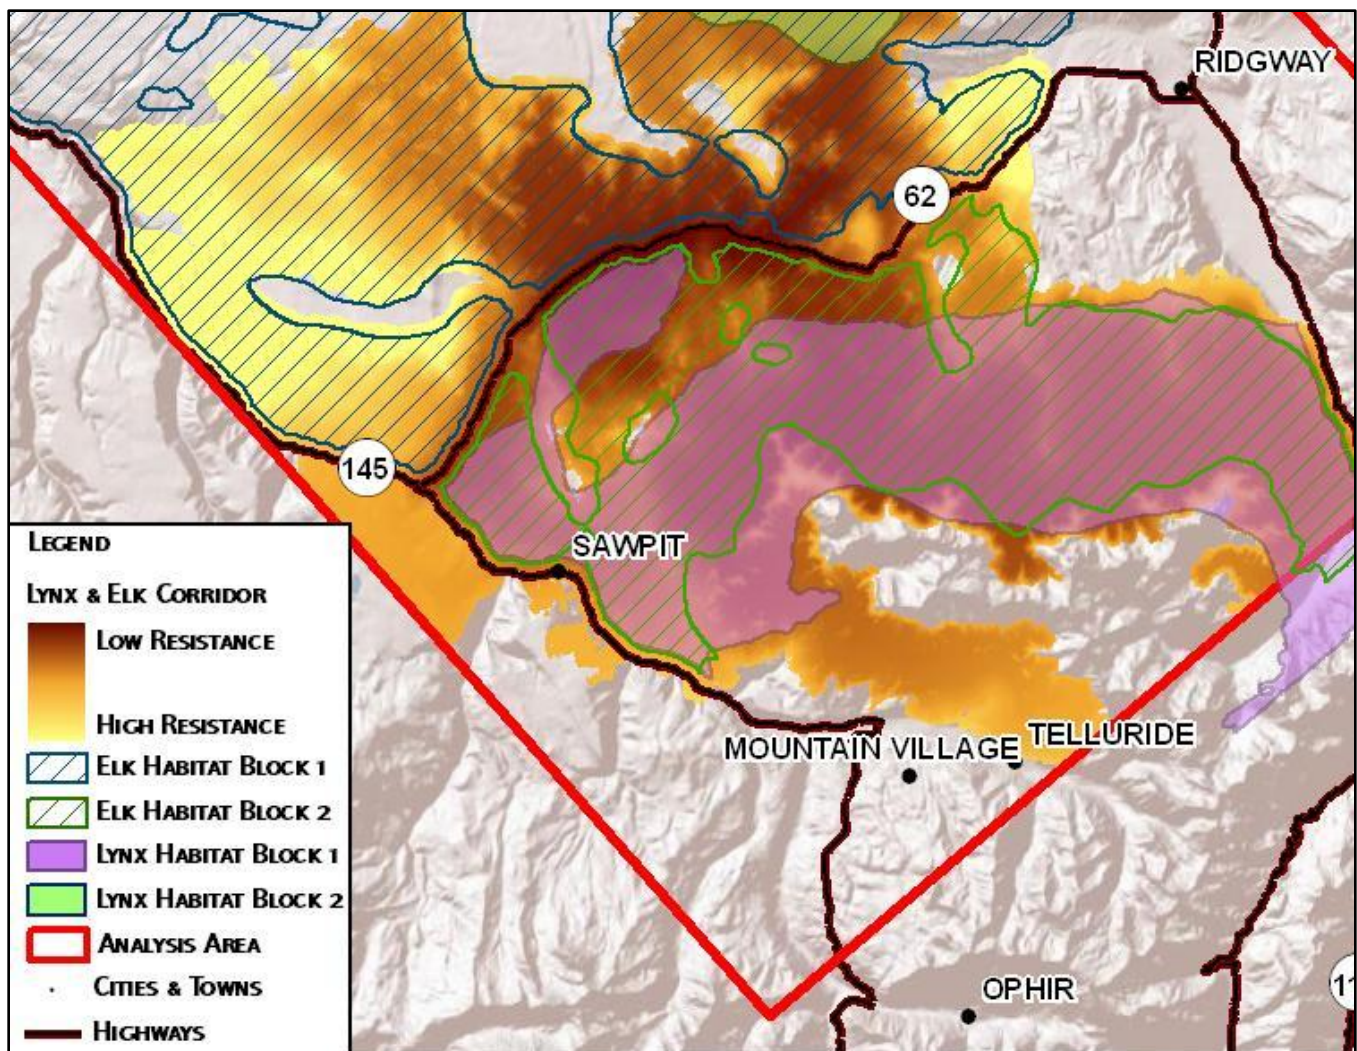 RIDGWAY
62
145
SAWPIT
MOUNTAIN VILLAGE
TELLURIDE
OPHIR
LEGEND
LYNX & ELK CORRIDOR
LOW RESISTANCE
HIGH RESISTANCE
ELK HABITAT BLOCK 1
ELK HABITAT BLOCK 2
LYNX HABITAT BLOCK 1
LYNX HABITAT BLOCK 2
ANALYSIS AREA
CITIES & TOWNS
HIGHWAYS